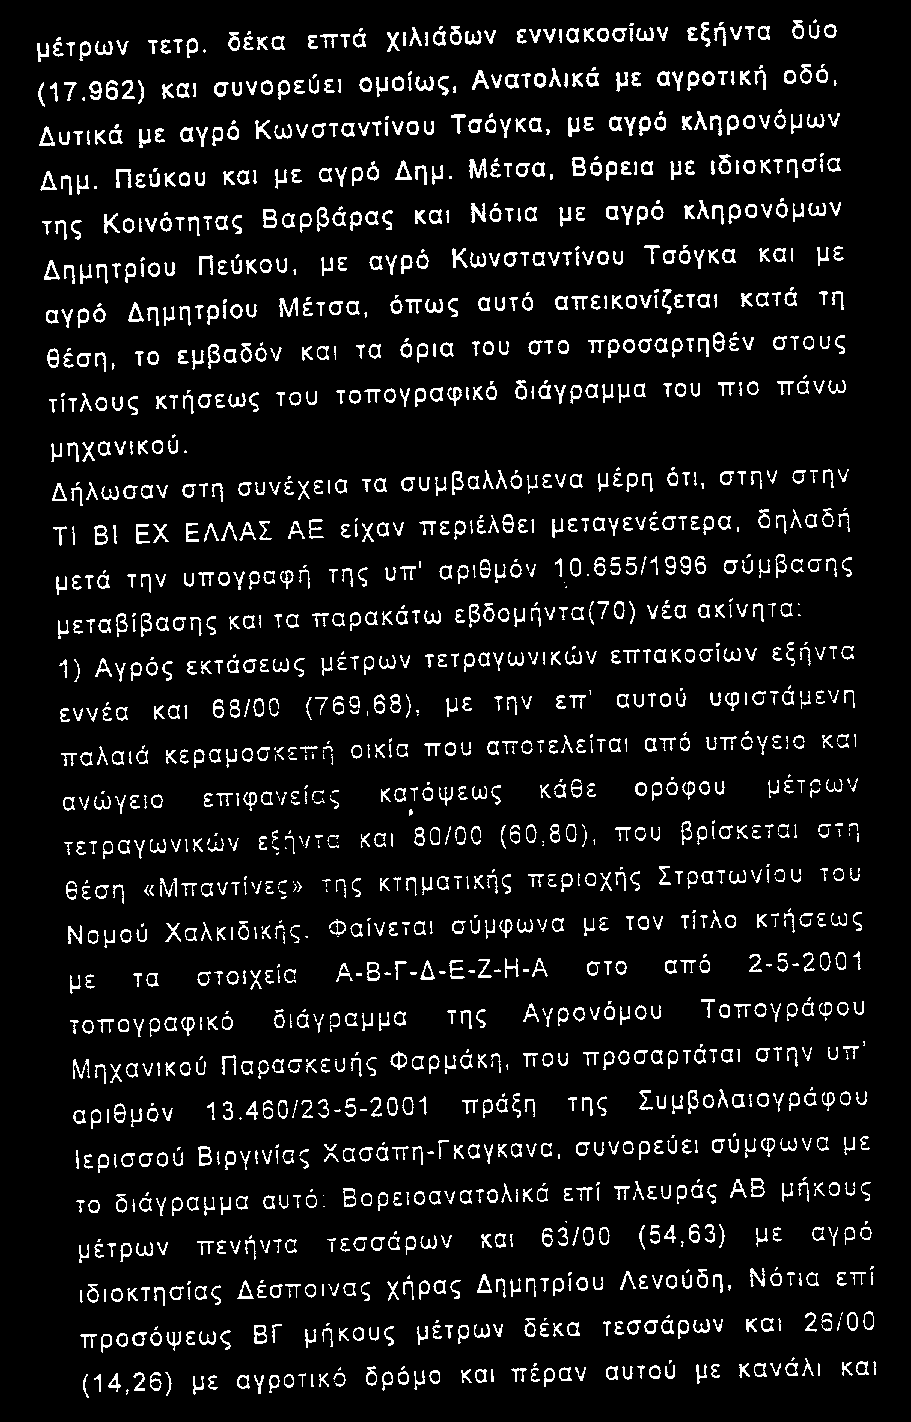 μέτρων τετρ. δέκα επτά χιλιάδων εννιακοσίων εξήντα δύο
(17.962) και συνορεύει ομοίως, Ανατολικά με αγροτική οδό,
Δυτικά με αγρό Κωνσταντίνου Τσόγκα, με αγρό κληρονόμων
Δημ. Πεύκου και με αγρό Δημ. Μέτσα, Βόρεια με ιδιοκτησία
της Κοινότητας Βαρβάρας και Νότια με αγρό κληρονόμων
Δημητρίου Πεύκου, με αγρό Κωνσταντίνου Τσόγκα και με
αγρό Δημητρίου Μέτσα, όπως αυτό απεικονίζεται κατά τη
θέση, το εμβαδόν και τα όρια του στο προσαρτηθέν στους
τίτλους κτήσεως του τοπογραφικό διάγραμμα του πιο πάνω
μηχανικού.
Δήλωσαν στη συνέχεια τα συμβαλλόμενα μέρη ότι, στην στην
ΤΙ ΒΙ ΕΧ ΕΛΛΑΣ ΑΕ είχαν περιέλθει μεταγενέστερα, δηλαδή
μετά την υπογραφή της υπ' αριθμόν 10.655/1996 σύμβασης
μεταβίβασης και τα παρακάτω εβδομήντα(70) νέα ακίνητα:
1) Αγρός εκτάσεως μέτρων τετραγωνικών επτακοσίων εξήντα
εννέα και 68/00 (769,68), με την επ' αυτού υφιστάμενη
παλαιά κεραμοσκεπή οικία που αποτελείται από υπόγειο και
ανώγειο επιφανείας κατόψεως κάθε ορόφου μέτρων
τετραγωνικών εξήντα και 80/00 (60,80), που βρίσκεται στη
θέση «Μπαντίνες» της κτηματικής περιοχής Στρατωνίου του
Νομού Χαλκιδικής. Φαίνεται σύμφωνα με τον τίτλο κτήσεως
με τα στοιχεία Α-Β-Γ-Δ-Ε-Ζ-Η-Α στο από 2-5-2001
τοπογραφικό διάγραμμα της Αγρονόμου Τοπογράφου
Μηχανικού Παρασκευής Φαρμάκη, που προσαρτάται στην υπ'
αριθμόν 13.460/23-5-2001 πράξη της Συμβολαιογράφου
Ιερισσού Βιργινίας Χασάπη-Γκαγκανα, συνορεύει σύμφωνα με
το διάγραμμα αυτό: Βορειοανατολικά επί πλευράς ΑΒ μήκους
μέτρων πενήντα τεσσάρων και 63/00 (54,63) με αγρό
ιδιοκτησίας Δέσποινας χήρας Δημητρίου Λενούδη, Νότια επί
προσόψεως ΒΓ μήκους μέτρων δέκα τεσσάρων και 26/00
(14,26) με αγροτικό δρόμο και πέραν αυτού με κανάλι και